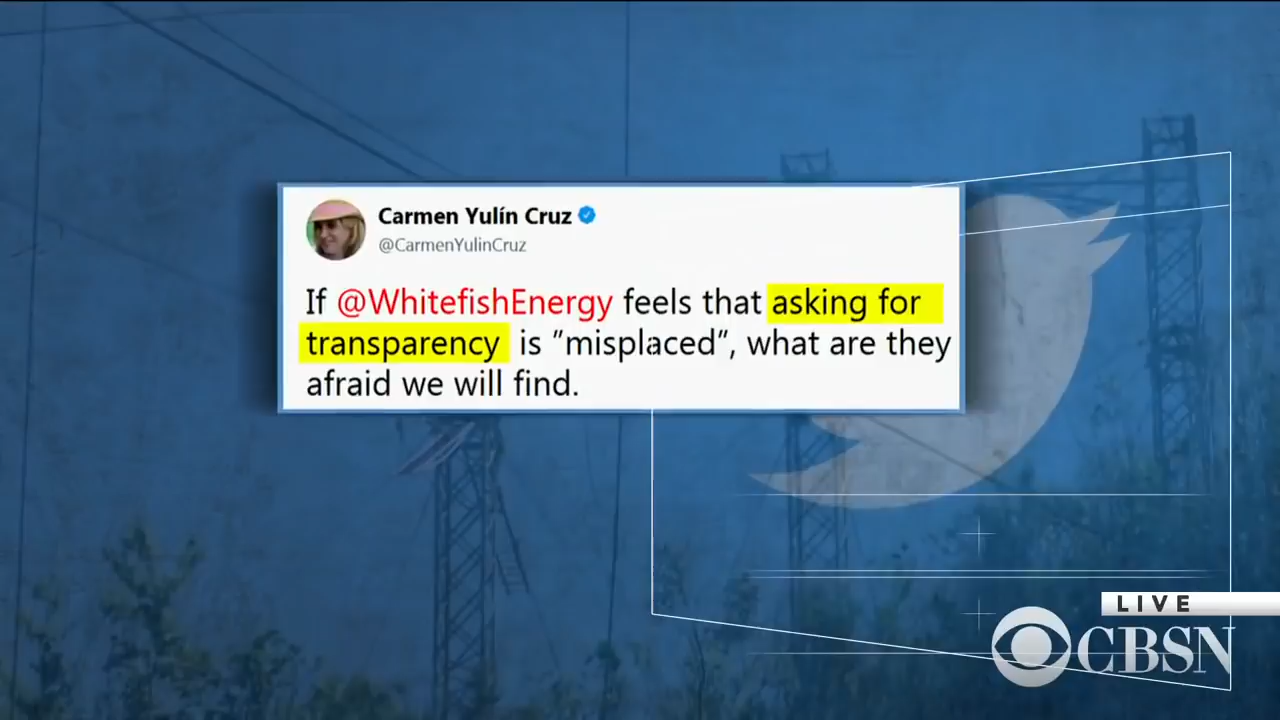 Carmen Yulín Cruz
@CarmenYulinCruz
If @WhitefishEnergy feels that asking for
transparency is "misplaced", what are they
afraid we will find.
LIVE
CBSN